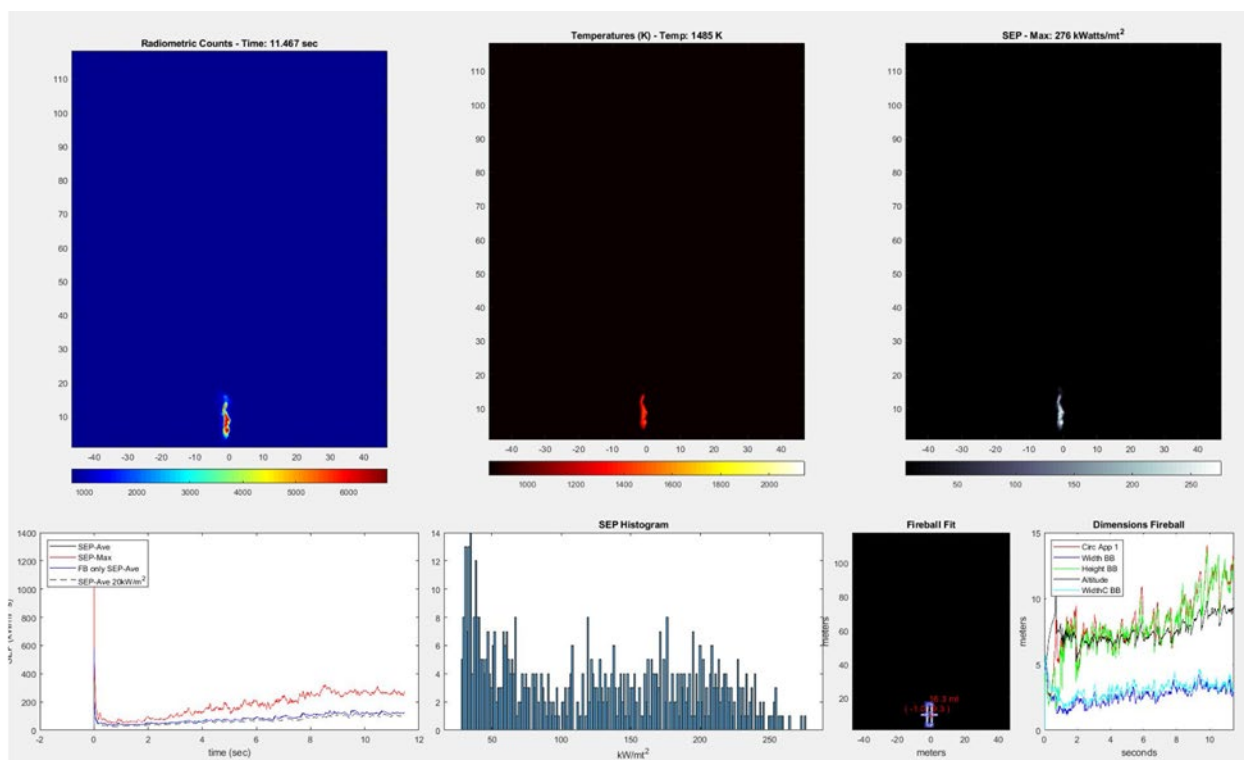 Radiometric Counts - Time: 11.467 sec
110
100
90
80
70
60
50
40
30
20
10
-40 -30 -20 -10 0 10 20 30 40
1000 2000 3000 4000 5000 6000
Temperatures (K) - Temp: 1485 K
110
100
90
80
70
60
50
40
30
20
10
-40 -30 -20 -10 0 10 20 30 40
1000 1200 1400 1600 1800 2000
SEP - Max: 276 kWatts/mt²
110
100
90
80
70
60
50
40
30
20
10
-40 -30 -20 -10 0 10 20 30 40
50 100 150 200 250
1400
1200
1000
800
600
400
200
0
SEP-Ave
SEP-Max
FB only SEP-Ave
SEP-Ave 20kW/m²
-2 0 2 4 6 8 10 12
time (sec)
SEP Histogram
14
12
10
8
6
4
2
0
50 100 150 200 250
kW/mt²
Fireball Fit
meters
100
80
60
40
20
-40 -20 0 20 40
meters
Dimensions Fireball
meters
15
10
5
0
Circ App 1
Width BB
Height BB
Altitude
WidthC BB
0 2 4 6 8 10
seconds